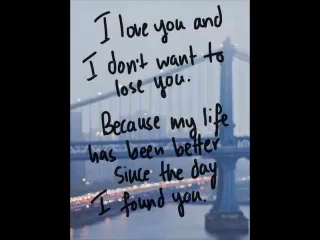 I love you and
I don't want to
lose you.
Because my life
has been better
since the day
I found you.